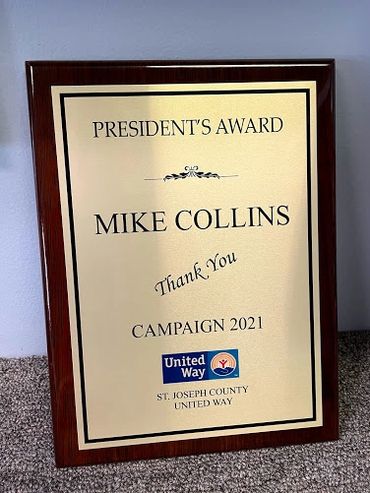 PRESIDENT'S AWARD
MIKE COLLINS
Thank You
CAMPAIGN 2021
United
Way
ST. JOSEPH COUNTY
UNITED WAY